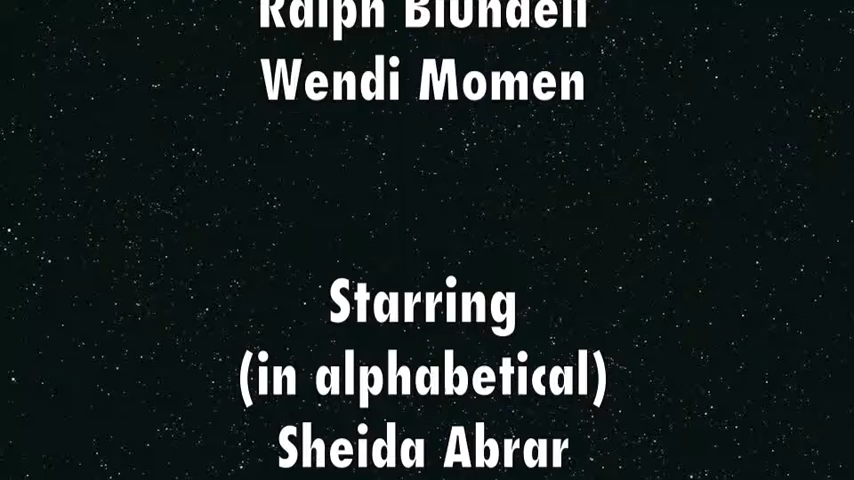 Ralph Blundell
Wendi Momen
Starring
(in alphabetical)
Sheida Abrar